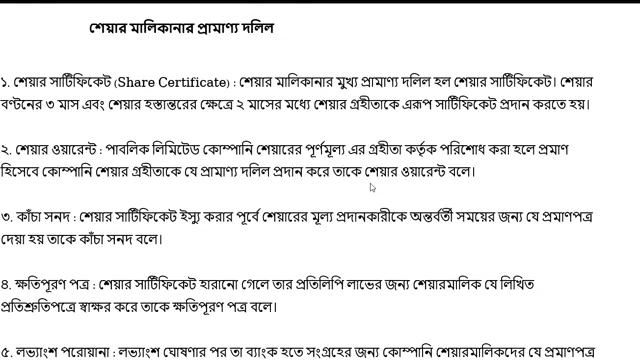 শেয়ার মালিকানার প্রামাণ্য দলিল
১. শেয়ার সার্টিফিকেট (Share Certificate) : শেয়ার মালিকানার মুখ্য প্রামাণ্য দলিল হল শেয়ার সার্টিফিকেট। শেয়ার
বণ্টনের ৩ মাস এবং শেয়ার হস্তান্তরের ক্ষেত্রে ২ মাসের মধ্যে শেয়ার গ্রহীতাকে এরূপ সার্টিফিকেট প্রদান করতে হয়।
২. শেয়ার ওয়ারেন্ট : পাবলিক লিমিটেড কোম্পানি শেয়ারের পূর্ণমূল্য এর গ্রহীতা কর্তৃক পরিশোধ করা হলে প্রমাণ
হিসেবে কোম্পানি শেয়ার গ্রহীতাকে যে প্রামাণ্য দলিল প্রদান করে তাকে শেয়ার ওয়ারেন্ট বলে।
৩. কাঁচা সনদ : শেয়ার সার্টিফিকেট ইস্যু করার পূর্বে শেয়ারের মূল্য প্রদানকারীকে অন্তর্বর্তী সময়ের জন্য যে প্রমাণপত্র
দেয়া হয় তাকে কাঁচা সনদ বলে।
৪. ক্ষতিপূরণ পত্র : শেয়ার সার্টিফিকেট হারানো গেলে তার প্রতিলিপি লাভের জন্য শেয়ারমালিক যে লিখিত
প্রতিশ্রুতিপত্রে স্বাক্ষর করে তাকে ক্ষতিপূরণ পত্র বলে।
৫. লভ্যাংশ পরোয়ানা : লভ্যাংশ ঘোষণার পর তা ব্যাংক হতে সংগ্রহের জন্য কোম্পানি শেয়ারমালিকদের যে প্রমাণপত্র